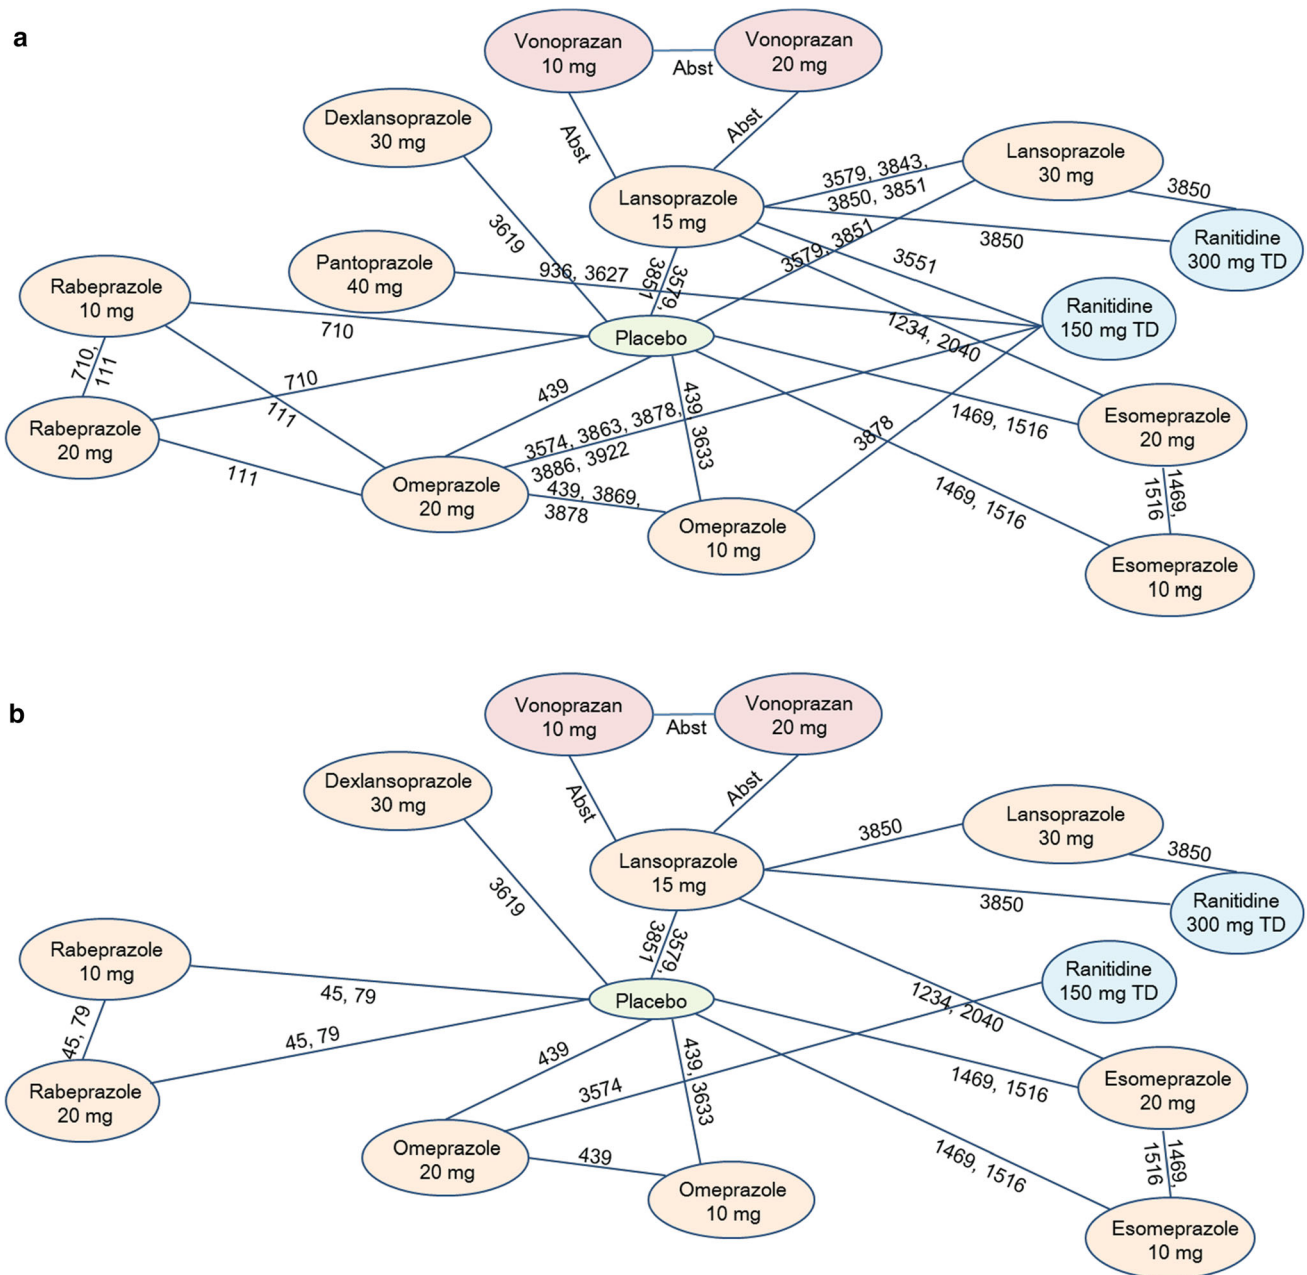 a
Vonoprazan
10 mg
Abst
Vonoprazan
20 mg
Dexlansoprazole
30 mg
Abst
Abst
Lansoprazole
15 mg
3579, 3843,
3850, 3851
Lansoprazole
30 mg
3850
3619
3850
Ranitidine
300 mg TD
Pantoprazole
40 mg
936, 3627
3579,
3851
3579, 3851
3551
Rabeprazole
10 mg
Ranitidine
150 mg TD
710
Placebo
1234, 2040
710,
111
710
439
439, 3633
111
Rabeprazole
20 mg
3574, 3863, 3878,
3886, 3922
3878
1469, 1516
Esomeprazole
20 mg
111
Omeprazole
20 mg
439, 3869,
3878
Omeprazole
10 mg
1469, 1516
1469,
1516
Esomeprazole
10 mg
b
Vonoprazan
10 mg
Abst
Vonoprazan
20 mg
Dexlansoprazole
30 mg
Abst
Abst
Lansoprazole
15 mg
3850
Lansoprazole
30 mg
3850
3619
3850
Ranitidine
300 mg TD
3579,
3851
Rabeprazole
10 mg
Ranitidine
150 mg TD
45, 79
Placebo
1234, 2040
45, 79
45, 79
439
439, 3633
3574
1469, 1516
Esomeprazole
20 mg
Rabeprazole
20 mg
Omeprazole
20 mg
439
Omeprazole
10 mg
1469, 1516
1469,
1516
Esomeprazole
10 mg